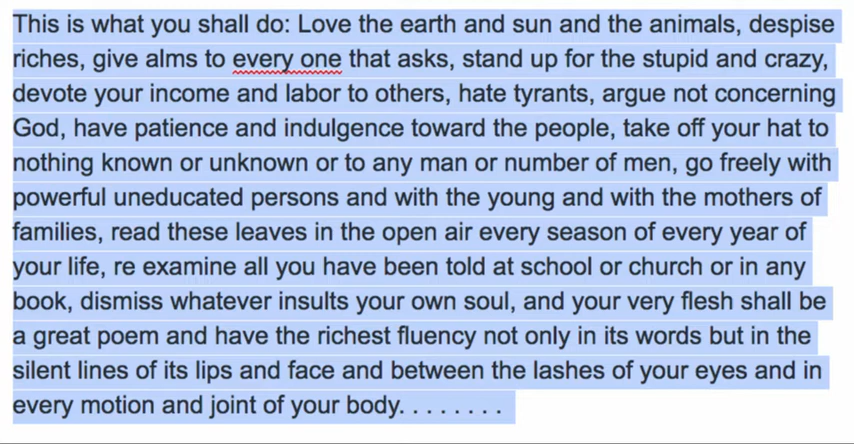 This is what you shall do: Love the earth and sun and the animals, despise
riches, give alms to every one that asks, stand up for the stupid and crazy,
devote your income and labor to others, hate tyrants, argue not concerning
God, have patience and indulgence toward the people, take off your hat to
nothing known or unknown or to any man or number of men, go freely with
powerful uneducated persons and with the young and with the mothers of
families, read these leaves in the open air every season of every year of
your life, re examine all you have been told at school or church or in any
book, dismiss whatever insults your own soul, and your very flesh shall be
a great poem and have the richest fluency not only in its words but in the
silent lines of its lips and face and between the lashes of your eyes and in
every motion and joint of your body. . . . . . . .